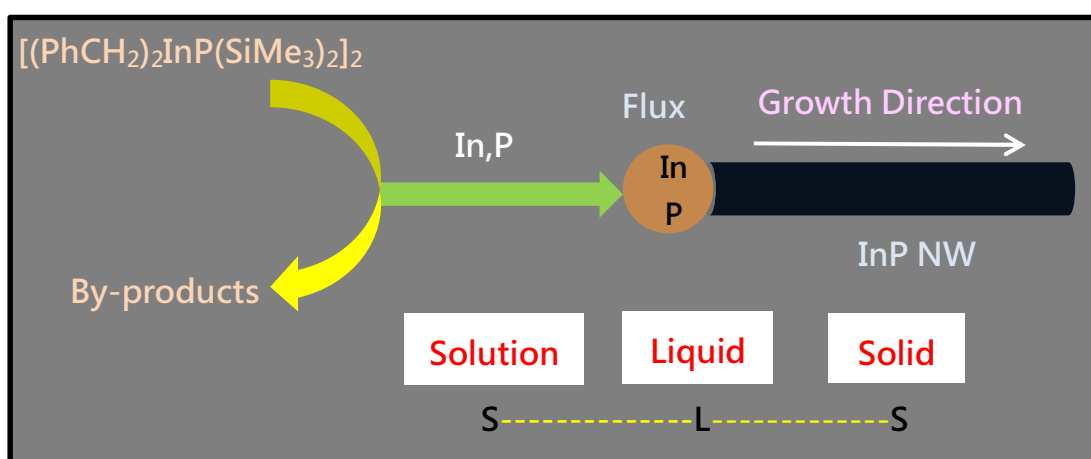 [(PhCH₂)₂InP(SiMe₃)₂]₂
Flux
Growth Direction
In,P
In
P
InP NW
By-products
Solution
Liquid
Solid
S---------------L-------------S